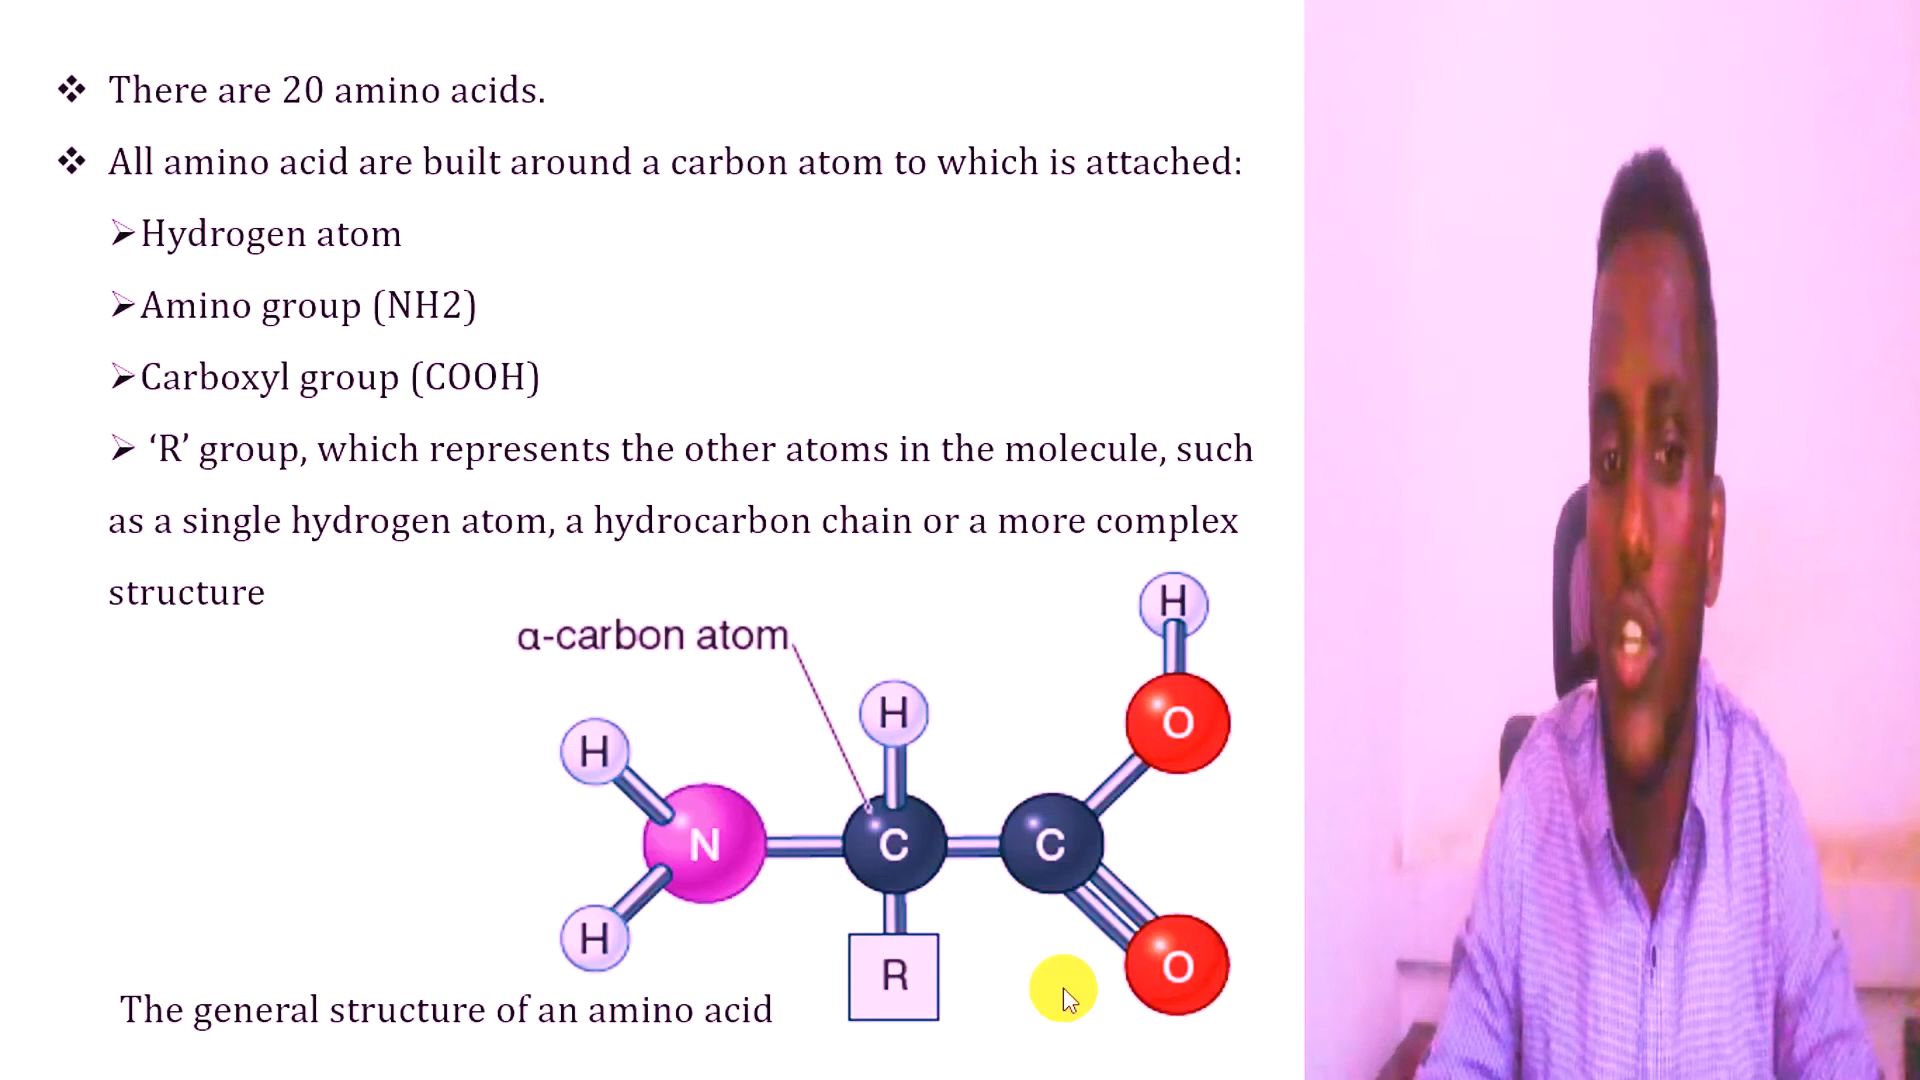 ❖ There are 20 amino acids.
❖ All amino acid are built around a carbon atom to which is attached:
➢Hydrogen atom
➢Amino group (NH2)
➢Carboxyl group (COOH)
➢ ‘R’ group, which represents the other atoms in the molecule, such
as a single hydrogen atom, a hydrocarbon chain or a more complex
structure
α-carbon atom
H
H
H
O
N
C
C
H
R
O
The general structure of an amino acid